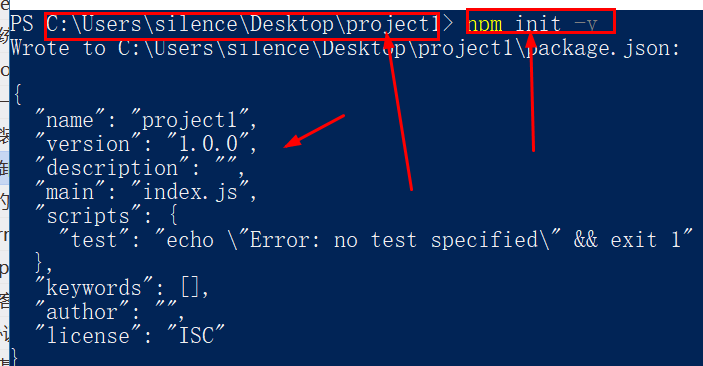 PS C:\Users\silence\Desktop\project1> npm init -y
Wrote to C:\Users\silence\Desktop\project1\package.json:
{
"name": "project1",
"version": "1.0.0",
"description": "",
"main": "index.js",
"scripts": {
"test": "echo \"Error: no test specified\" && exit 1"
},
"keywords": [],
"author": "",
"license": "ISC"
}